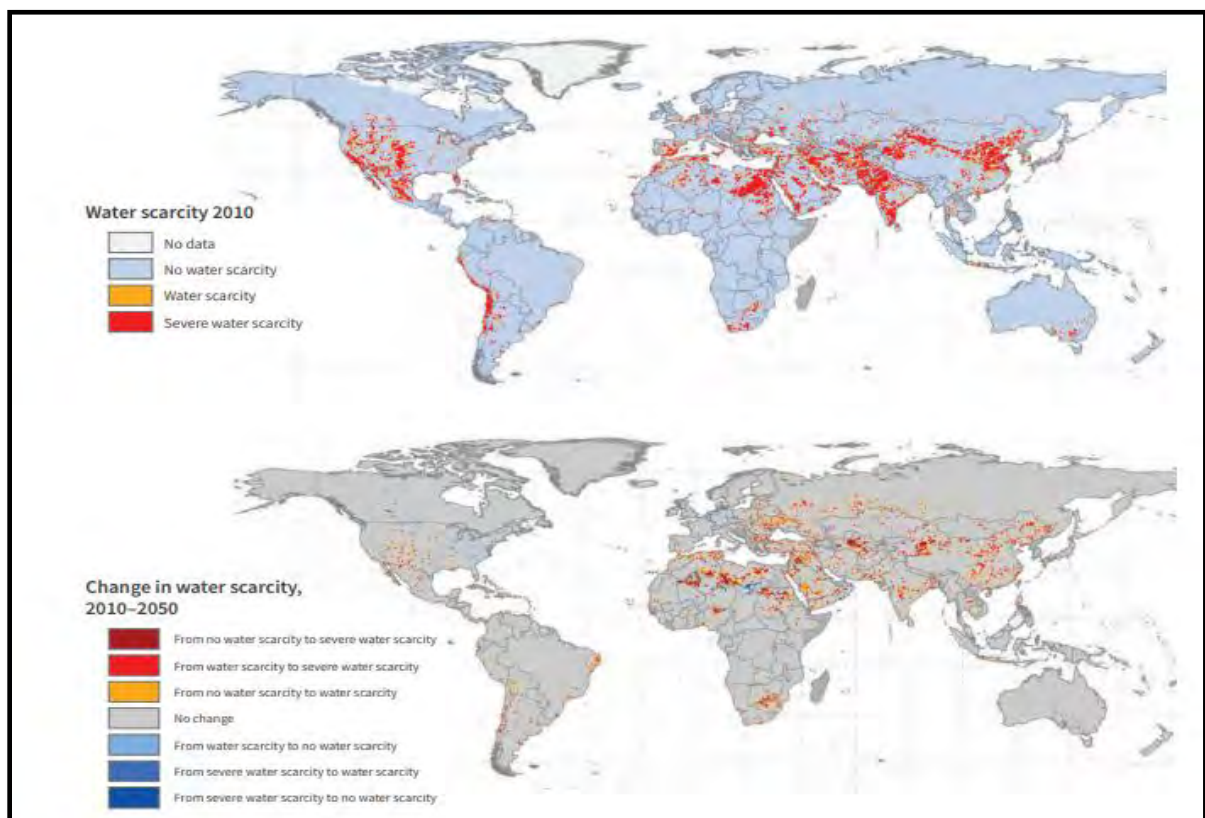 Water scarcity 2010
No data
No water scarcity
Water scarcity
Severe water scarcity
Change in water scarcity,
2010–2050
From no water scarcity to severe water scarcity
From water scarcity to severe water scarcity
From no water scarcity to water scarcity
No change
From water scarcity to no water scarcity
From severe water scarcity to water scarcity
From severe water scarcity to no water scarcity